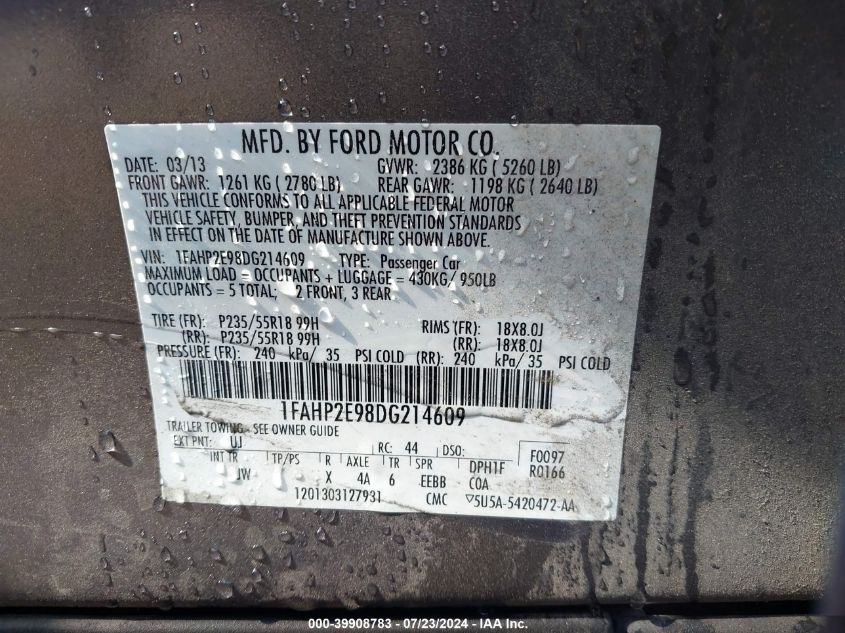 MFD. BY FORD MOTOR CO.
DATE: 03/13 GVWR: 2386 KG ( 5260 LB)
FRONT GAWR: 1261 KG ( 2780 LB) REAR GAWR: 1198 KG ( 2640 LB)
THIS VEHICLE CONFORMS TO ALL APPLICABLE FEDERAL MOTOR
VEHICLE SAFETY, BUMPER, AND THEFT PREVENTION STANDARDS
IN EFFECT ON THE DATE OF MANUFACTURE SHOWN ABOVE.
VIN: 1FAHP2E98DG214609 TYPE: Passenger Car
MAXIMUM LOAD = OCCUPANTS + LUGGAGE = 430KG/ 950LB
OCCUPANTS = 5 TOTAL; 2 FRONT, 3 REAR
TIRE (FR): P235/55R18 99H RIMS (FR): 18X8.0J
(RR): P235/55R18 99H (RR): 18X8.0J
PRESSURE (FR): 240 kPa/ 35 PSI COLD (RR): 240 kPa/ 35 PSI COLD
1FAHP2E98DG214609
TRAILER TOWING - SEE OWNER GUIDE
EXT PNT: UJ RC: 44 DSO: F0097
INT TR TP/PS R AXLE TR SPR DPH1F R0166
JW X 4A 6 EEBB COA
1201303127931 CMC ▽5U5A-5420472-AA
000-39908783 - 07/23/2024 - IAA Inc.